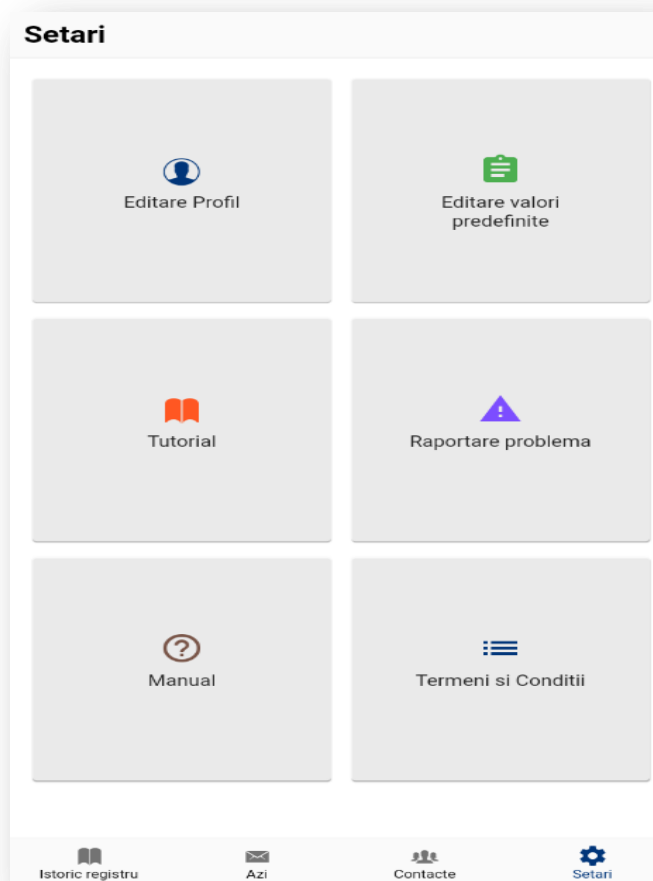 Setari
Editare Profil
Editare valori
predefinite
Tutorial
Raportare problema
Manual
Termeni si Conditii
Istoric registru
Azi
Contacte
Setari